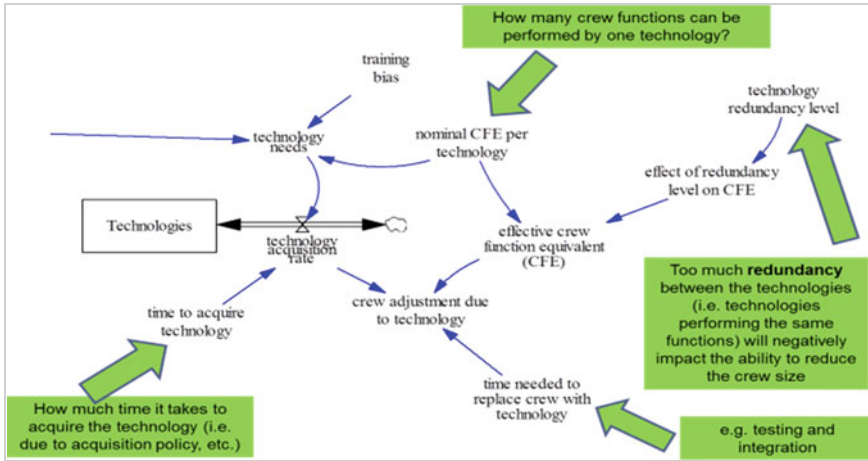 How many crew functions can be
performed by one technology?
training
bias
technology
redundancy level
technology
needs
nominal CFE per
technology
effect of redundancy
level on CFE
Technologies
technology
acquisition
rate
effective crew
function equivalent
(CFE)
Too much redundancy
between the technologies
(i.e. technologies
performing the same
functions) will negatively
impact the ability to reduce
the crew size
time to acquire
technology
crew adjustment due
to technology
time needed to
replace crew with
technology
How much time it takes to
acquire the technology (i.e.
due to acquisition policy, etc.)
e.g. testing and
integration